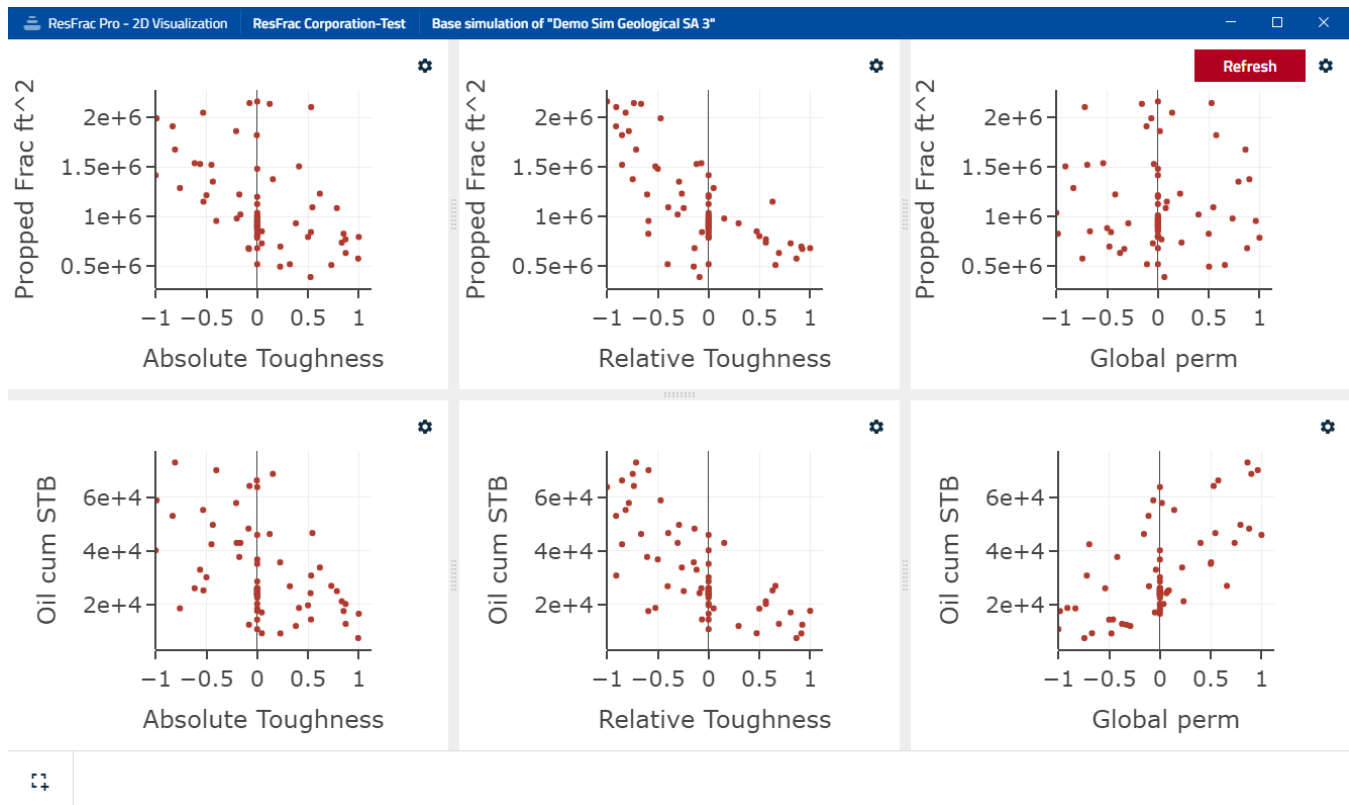 ResFrac Pro - 2D Visualization ResFrac Corporation-Test Base simulation of "Demo Sim Geological SA 3"
Refresh
Propped Frac ft^2
2e+6
1.5e+6
1e+6
0.5e+6
−1 −0.5 0 0.5 1
Absolute Toughness
Propped Frac ft^2
2e+6
1.5e+6
1e+6
0.5e+6
−1 −0.5 0 0.5 1
Relative Toughness
Propped Frac ft^2
2e+6
1.5e+6
1e+6
0.5e+6
−1 −0.5 0 0.5 1
Global perm
Oil cum STB
6e+4
4e+4
2e+4
−1 −0.5 0 0.5 1
Absolute Toughness
Oil cum STB
6e+4
4e+4
2e+4
−1 −0.5 0 0.5 1
Relative Toughness
Oil cum STB
6e+4
4e+4
2e+4
−1 −0.5 0 0.5 1
Global perm